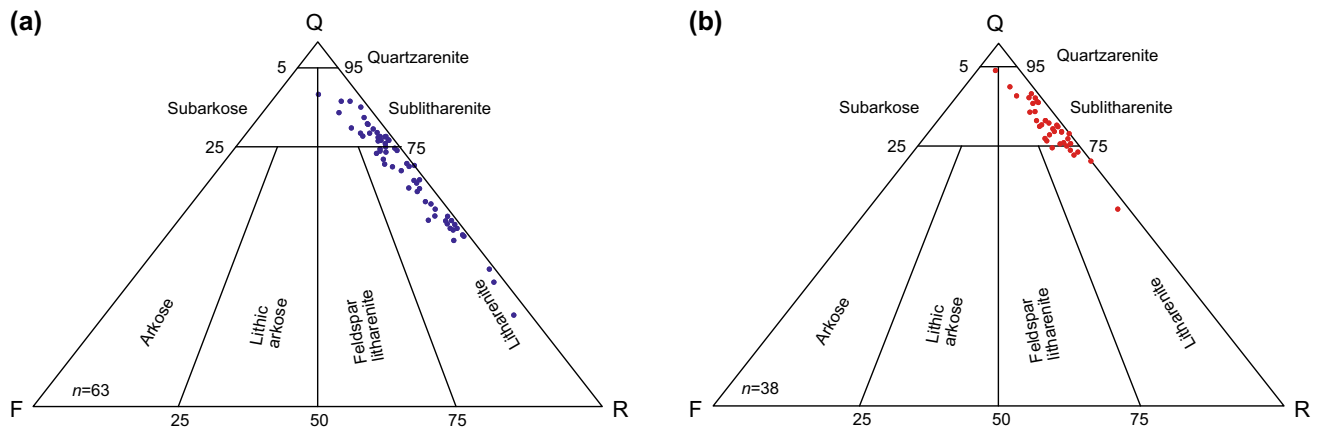 (a)
Q
5
95
Quartzarenite
Subarkose
Sublitharenite
25
75
Arkose
Lithic
arkose
Feldspar
litharenite
Litharenite
n=63
F
25
50
75
R
(b)
Q
5
95
Quartzarenite
Subarkose
Sublitharenite
25
75
Arkose
Lithic
arkose
Feldspar
litharenite
Litharenite
n=38
F
25
50
75
R